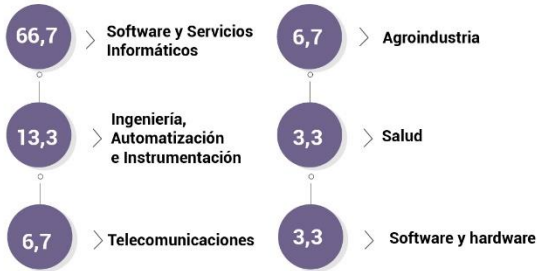 66,7
Software y Servicios
Informáticos
13,3
Ingeniería,
Automatización
e Instrumentación
6,7
Telecomunicaciones
6,7
Agroindustria
3,3
Salud
3,3
Software y hardware